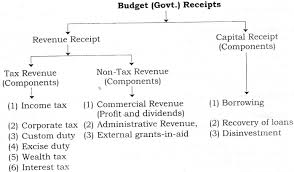 Budget (Govt.) Receipts
Revenue Receipt
Capital Receipt
(Components)
Tax Revenue
(Components)
Non-Tax Revenue
(Components)
(1) Income tax
(2) Corporate tax
(3) Custom duty
(4) Excise duty
(5) Wealth tax
(6) Interest tax
(1) Commercial Revenue
(Profit and dividends)
(2) Administrative Revenue,
(3) External grants-in-aid
(1) Borrowing
(2) Recovery of loans
(3) Disinvestment